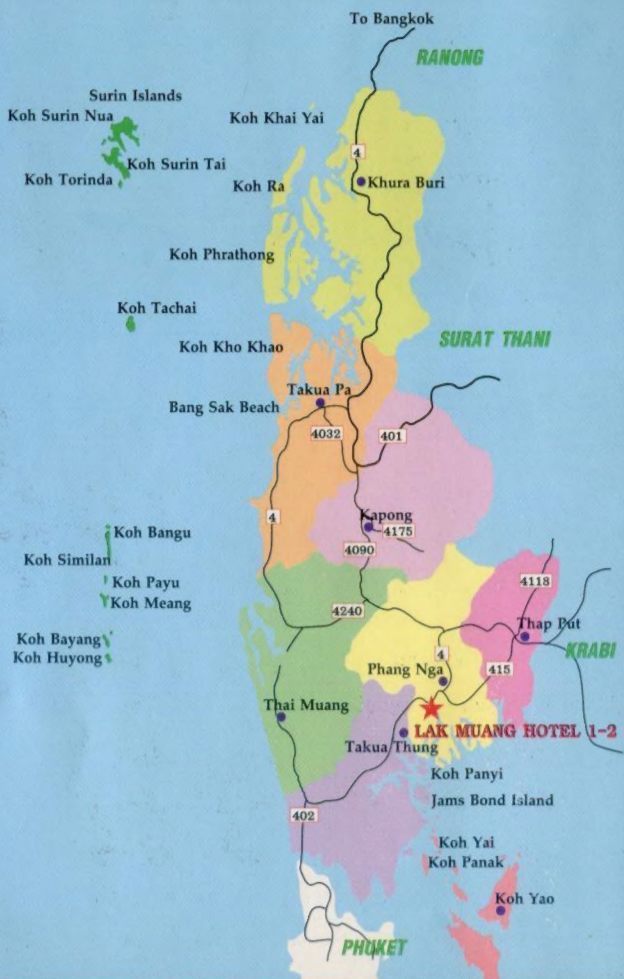 To Bangkok
RANONG
Surin Islands
Koh Surin Nua
Koh Khai Yai
4
Koh Surin Tai
Koh Torinda
Koh Ra
Khura Buri
Koh Phrathong
Koh Tachai
SURAT THANI
Koh Kho Khao
Takua Pa
Bang Sak Beach
4032
401
4
Kapong
4175
Koh Bangu
4090
Koh Similan
Koh Payu
4118
Koh Meang
4240
Thap Put
Koh Bayang
KRABI
Koh Huyong
4
Phang Nga
415
Thai Muang
LAK MUANG HOTEL 1-2
Takua Thung
Koh Panyi
Jams Bond Island
402
Koh Yai
Koh Panak
Koh Yao
PHUKET